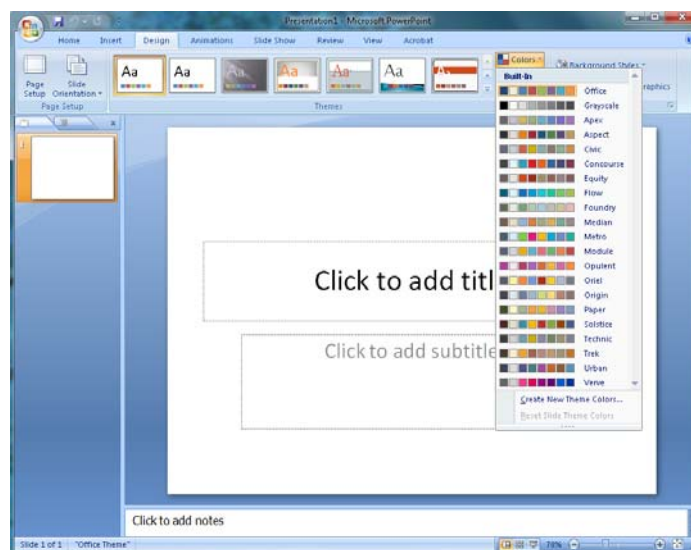 Presentation1 - Microsoft PowerPoint
Home Insert Design Animations Slide Show Review View Acrobat
Page Setup
Slide Orientation
Page Setup
Aa Aa Aa Aa Aa Aa Aa
Themes
Colors
Background Styles
raphics
Built-In
Office
Grayscale
Apex
Aspect
Civic
Concourse
Equity
Flow
Foundry
Median
Metro
Module
Opulent
Oriel
Origin
Paper
Solstice
Technic
Trek
Urban
Verve
Create New Theme Colors...
Reset Slide Theme Colors
1
Click to add titl
Click to add subtitle
Click to add notes
Slide 1 of 1 "Office Theme" 78%